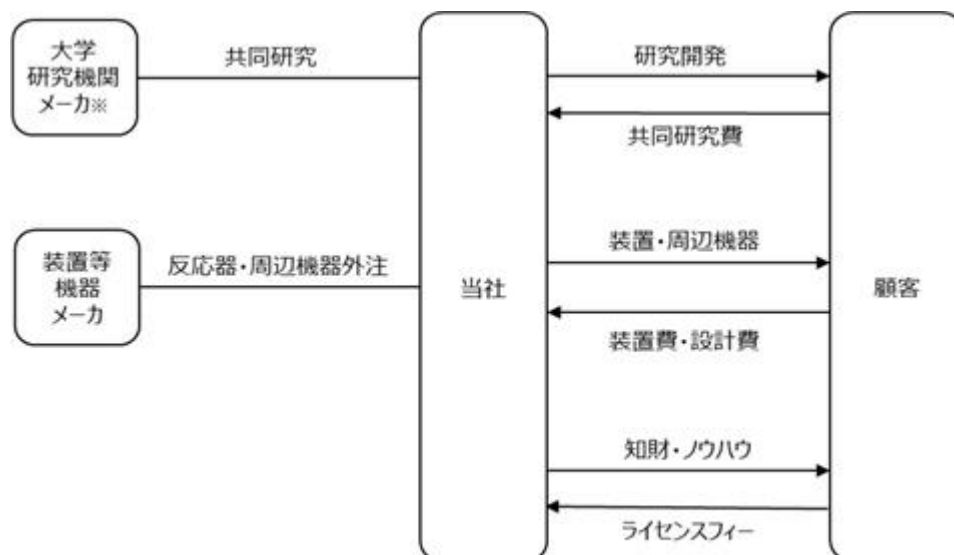 大学
研究機関
メーカ※
共同研究
研究開発
共同研究費
装置等
機器
メーカ
反応器・周辺機器外注
当社
装置・周辺機器
顧客
装置費・設計費
知財・ノウハウ
ライセンスフィー